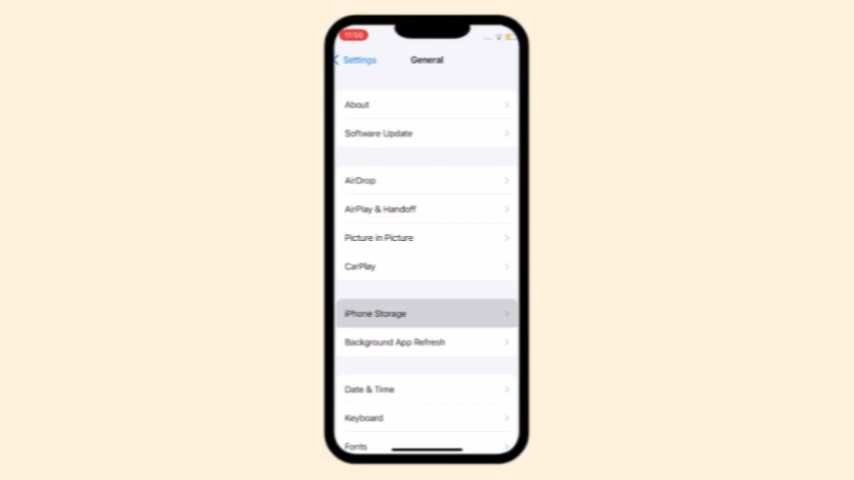 11:56
Settings
General
About
Software Update
AirDrop
AirPlay & Handoff
Picture in Picture
CarPlay
iPhone Storage
Background App Refresh
Date & Time
Keyboard
Fonts